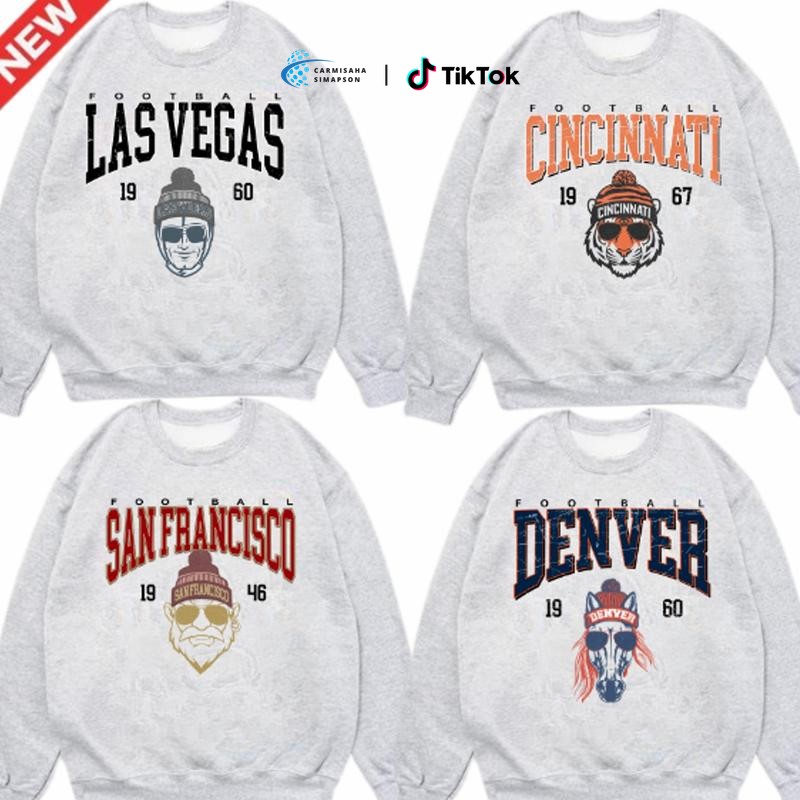 NEW
CARMISAHA
SIMAPSON
TikTok
FOOTBALL
LAS VEGAS
19 60
FOOTBALL
CINCINNATI
19 67
CINCINNATI
FOOTBALL
SAN FRANCISCO
19 46
SAN FRANCISCO
FOOTBALL
DENVER
19 60
DENVER